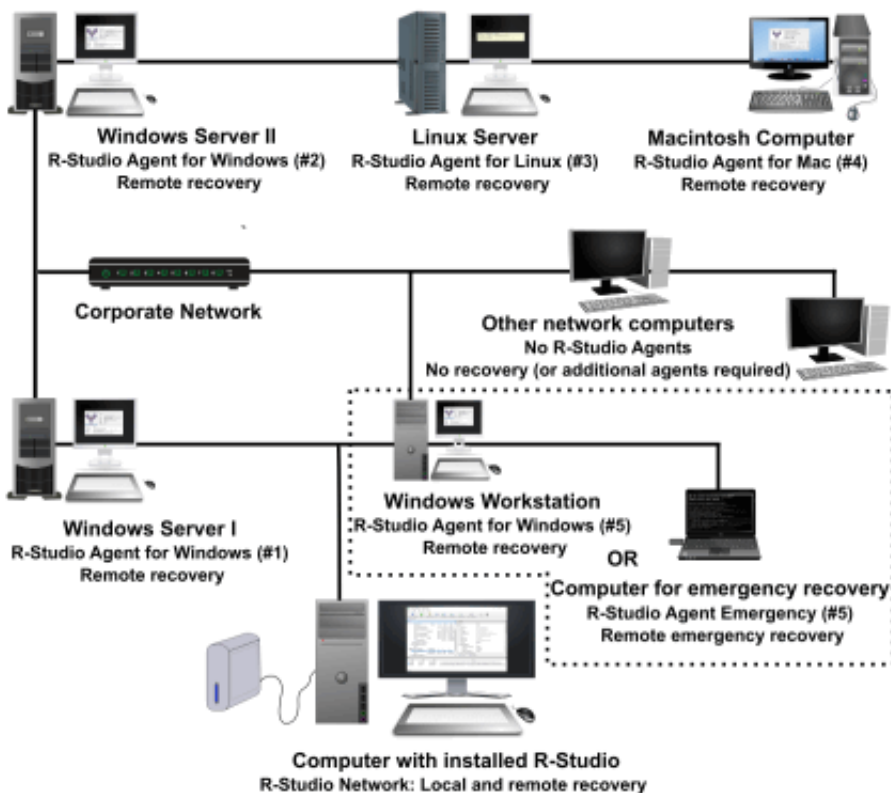 Windows Server II
R-Studio Agent for Windows (#2)
Remote recovery
Linux Server
R-Studio Agent for Linux (#3)
Remote recovery
Macintosh Computer
R-Studio Agent for Mac (#4)
Remote recovery
Corporate Network
Other network computers
No R-Studio Agents
No recovery (or additional agents required)
Windows Server I
R-Studio Agent for Windows (#1)
Remote recovery
Windows Workstation
R-Studio Agent for Windows (#5)
Remote recovery
OR
Computer for emergency recovery
R-Studio Agent Emergency (#5)
Remote emergency recovery
Computer with installed R-Studio
R-Studio Network: Local and remote recovery